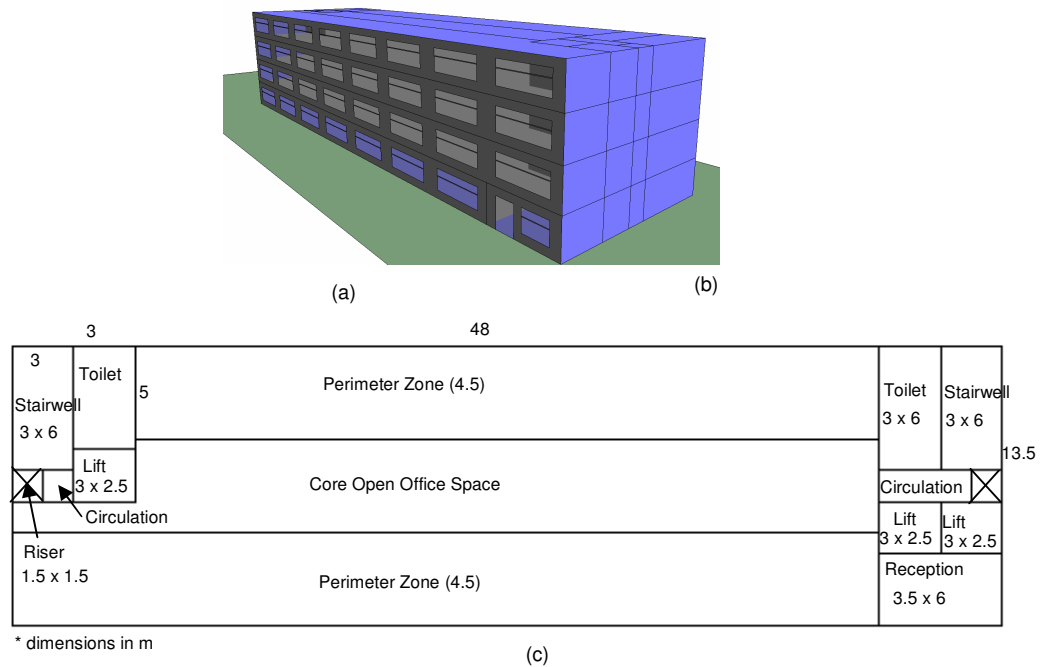 (a)
(b)
3
48
3
Toilet
5
Stairwell
3 x 6
Perimeter Zone (4.5)
Toilet
3 x 6
Stairwell
3 x 6
13.5
Lift
3 x 2.5
Circulation
Riser
1.5 x 1.5
Core Open Office Space
Circulation
Lift
3 x 2.5
Lift
3 x 2.5
Reception
3.5 x 6
Perimeter Zone (4.5)
* dimensions in m
(c)